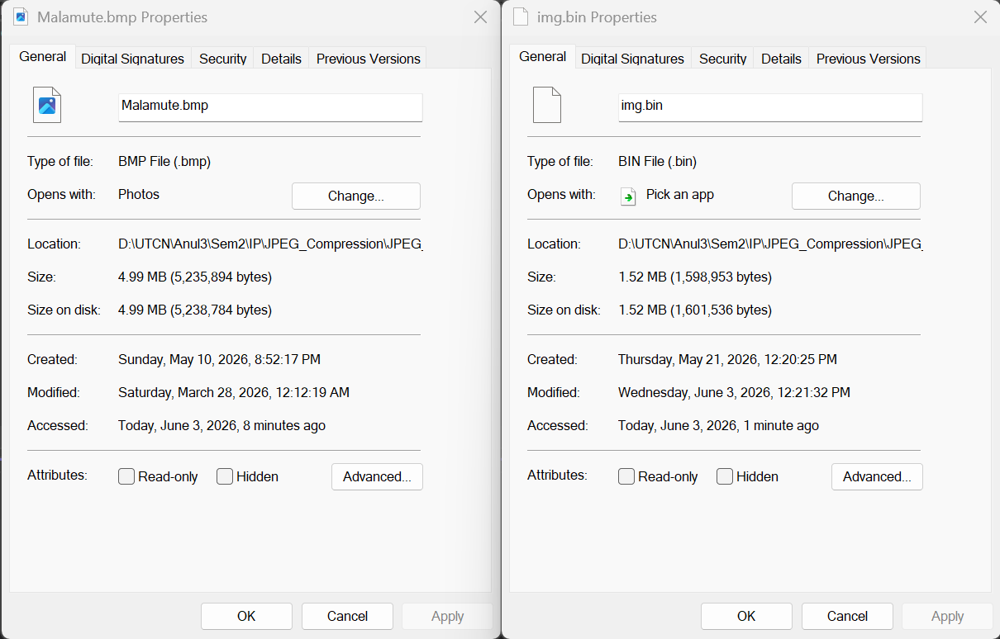 Malamute.bmp Properties
General Digital Signatures Security Details Previous Versions
Malamute.bmp
Type of file: BMP File (.bmp)
Opens with: Photos Change...
Location: D:\UTCN\Anul3\Sem2\IP\JPEG_Compression\JPEG_
Size: 4.99 MB (5,235,894 bytes)
Size on disk: 4.99 MB (5,238,784 bytes)
Created: Sunday, May 10, 2026, 8:52:17 PM
Modified: Saturday, March 28, 2026, 12:12:19 AM
Accessed: Today, June 3, 2026, 8 minutes ago
Attributes: Read-only Hidden Advanced...
OK Cancel Apply
img.bin Properties
General Digital Signatures Security Details Previous Versions
img.bin
Type of file: BIN File (.bin)
Opens with: Pick an app Change...
Location: D:\UTCN\Anul3\Sem2\IP\JPEG_Compression\JPEG_
Size: 1.52 MB (1,598,953 bytes)
Size on disk: 1.52 MB (1,601,536 bytes)
Created: Thursday, May 21, 2026, 12:20:25 PM
Modified: Wednesday, June 3, 2026, 12:21:32 PM
Accessed: Today, June 3, 2026, 1 minute ago
Attributes: Read-only Hidden Advanced...
OK Cancel Apply